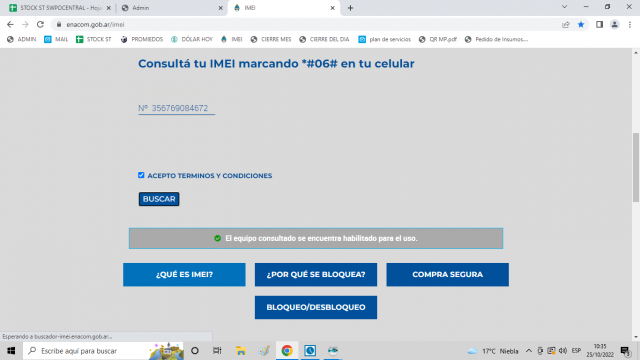 STOCK ST SWPCENTRAL - Hoja
Admin
IMEI
enacom.gob.ar/imei
ADMIN MAIL STOCK ST PROMIEDOS DÓLAR HOY IMEI CIERRE MES CIERRE DEL DIA plan de servicios QR MP.pdf Pedido de Insumos....
Consultá tu IMEI marcando *#06# en tu celular
Nº 356769084672
ACEPTO TERMINOS Y CONDICIONES
BUSCAR
El equipo consultado se encuentra habilitado para el uso.
¿QUÉ ES IMEI? ¿POR QUÉ SE BLOQUEA? COMPRA SEGURA
BLOQUEO/DESBLOQUEO
Esperando a buscador-imei.enacom.gob.ar...
Escribe aquí para buscar
17°C Niebla
ESP
10:35
25/10/2022